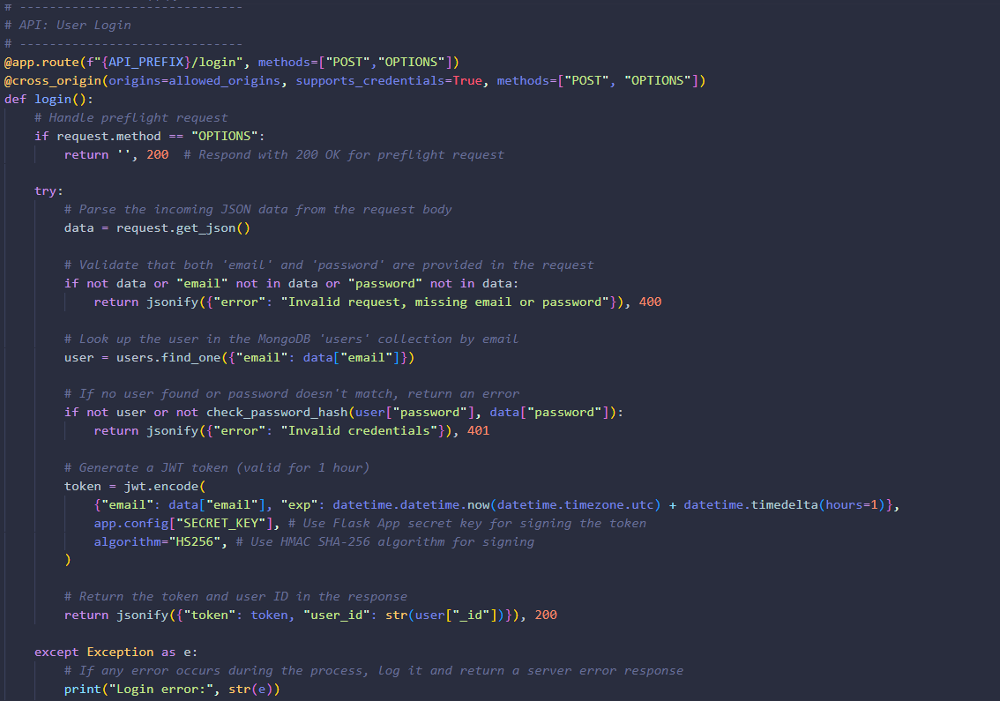 # ------------------------------
# API: User Login
# ------------------------------
@app.route(f"{API_PREFIX}/login", methods=["POST","OPTIONS"])
@cross_origin(origins=allowed_origins, supports_credentials=True, methods=["POST", "OPTIONS"])
def login():
    # Handle preflight request
    if request.method == "OPTIONS":
        return '', 200  # Respond with 200 OK for preflight request

    try:
        # Parse the incoming JSON data from the request body
        data = request.get_json()

        # Validate that both 'email' and 'password' are provided in the request
        if not data or "email" not in data or "password" not in data:
            return jsonify({"error": "Invalid request, missing email or password"}), 400

        # Look up the user in the MongoDB 'users' collection by email
        user = users.find_one({"email": data["email"]})

        # If no user found or password doesn't match, return an error
        if not user or not check_password_hash(user["password"], data["password"]):
            return jsonify({"error": "Invalid credentials"}), 401

        # Generate a JWT token (valid for 1 hour)
        token = jwt.encode(
            {"email": data["email"], "exp": datetime.datetime.now(datetime.timezone.utc) + datetime.timedelta(hours=1)},
            app.config["SECRET_KEY"], # Use Flask App secret key for signing the token
            algorithm="HS256", # Use HMAC SHA-256 algorithm for signing
        )

        # Return the token and user ID in the response
        return jsonify({"token": token, "user_id": str(user["_id"])}), 200

    except Exception as e:
        # If any error occurs during the process, log it and return a server error response
        print("Login error:", str(e))